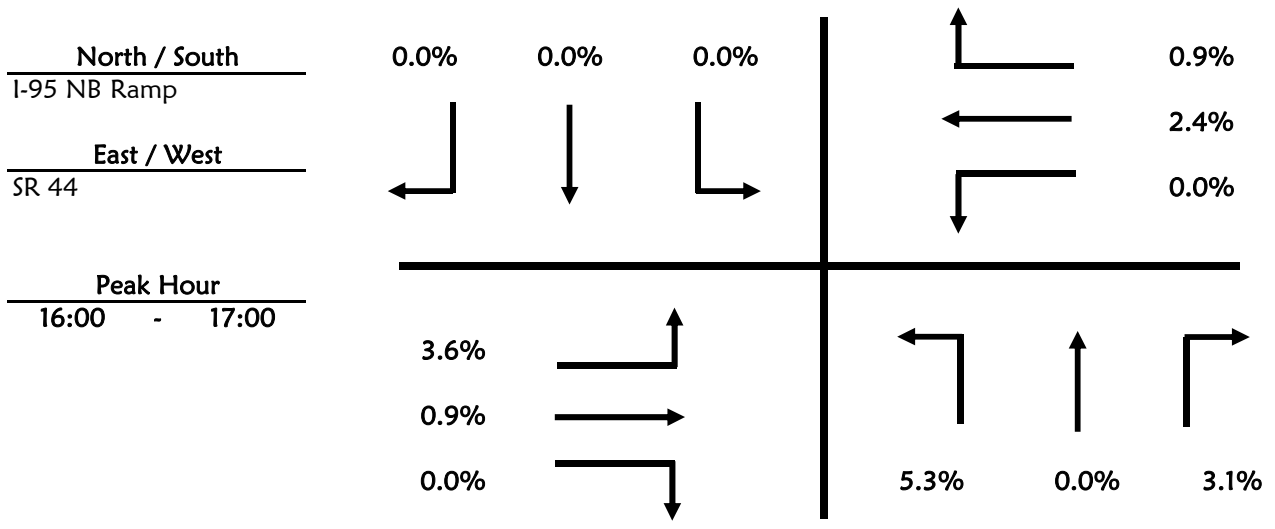 North / South
I-95 NB Ramp
East / West
SR 44
Peak Hour
16:00 - 17:00
0.0% 0.0% 0.0%
0.9%
2.4%
0.0%
3.6%
0.9%
0.0%
5.3% 0.0% 3.1%